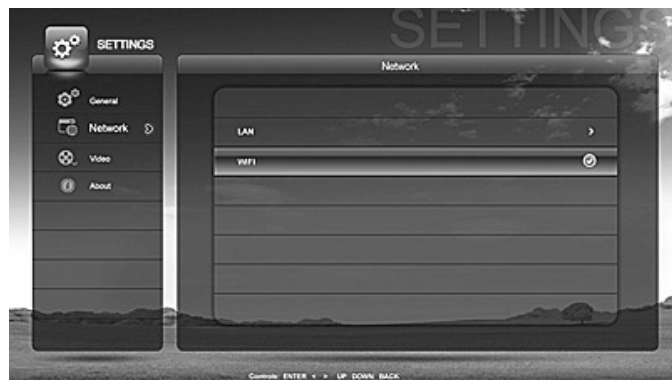 SETTINGS
SETTINGS
Network
General
Network
Video
About
LAN
WIFI
Controls: ENTER < > UP DOWN BACK